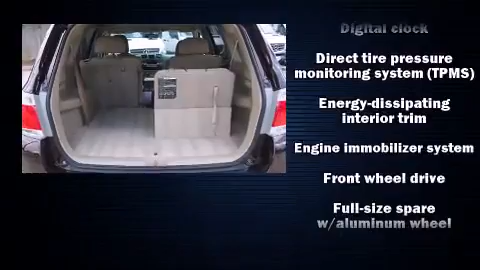 Digital clock
Direct tire pressure
monitoring system (TPMS)
Energy-dissipating
interior trim
Engine immobilizer system
Front wheel drive
Full-size spare
w/aluminum wheel